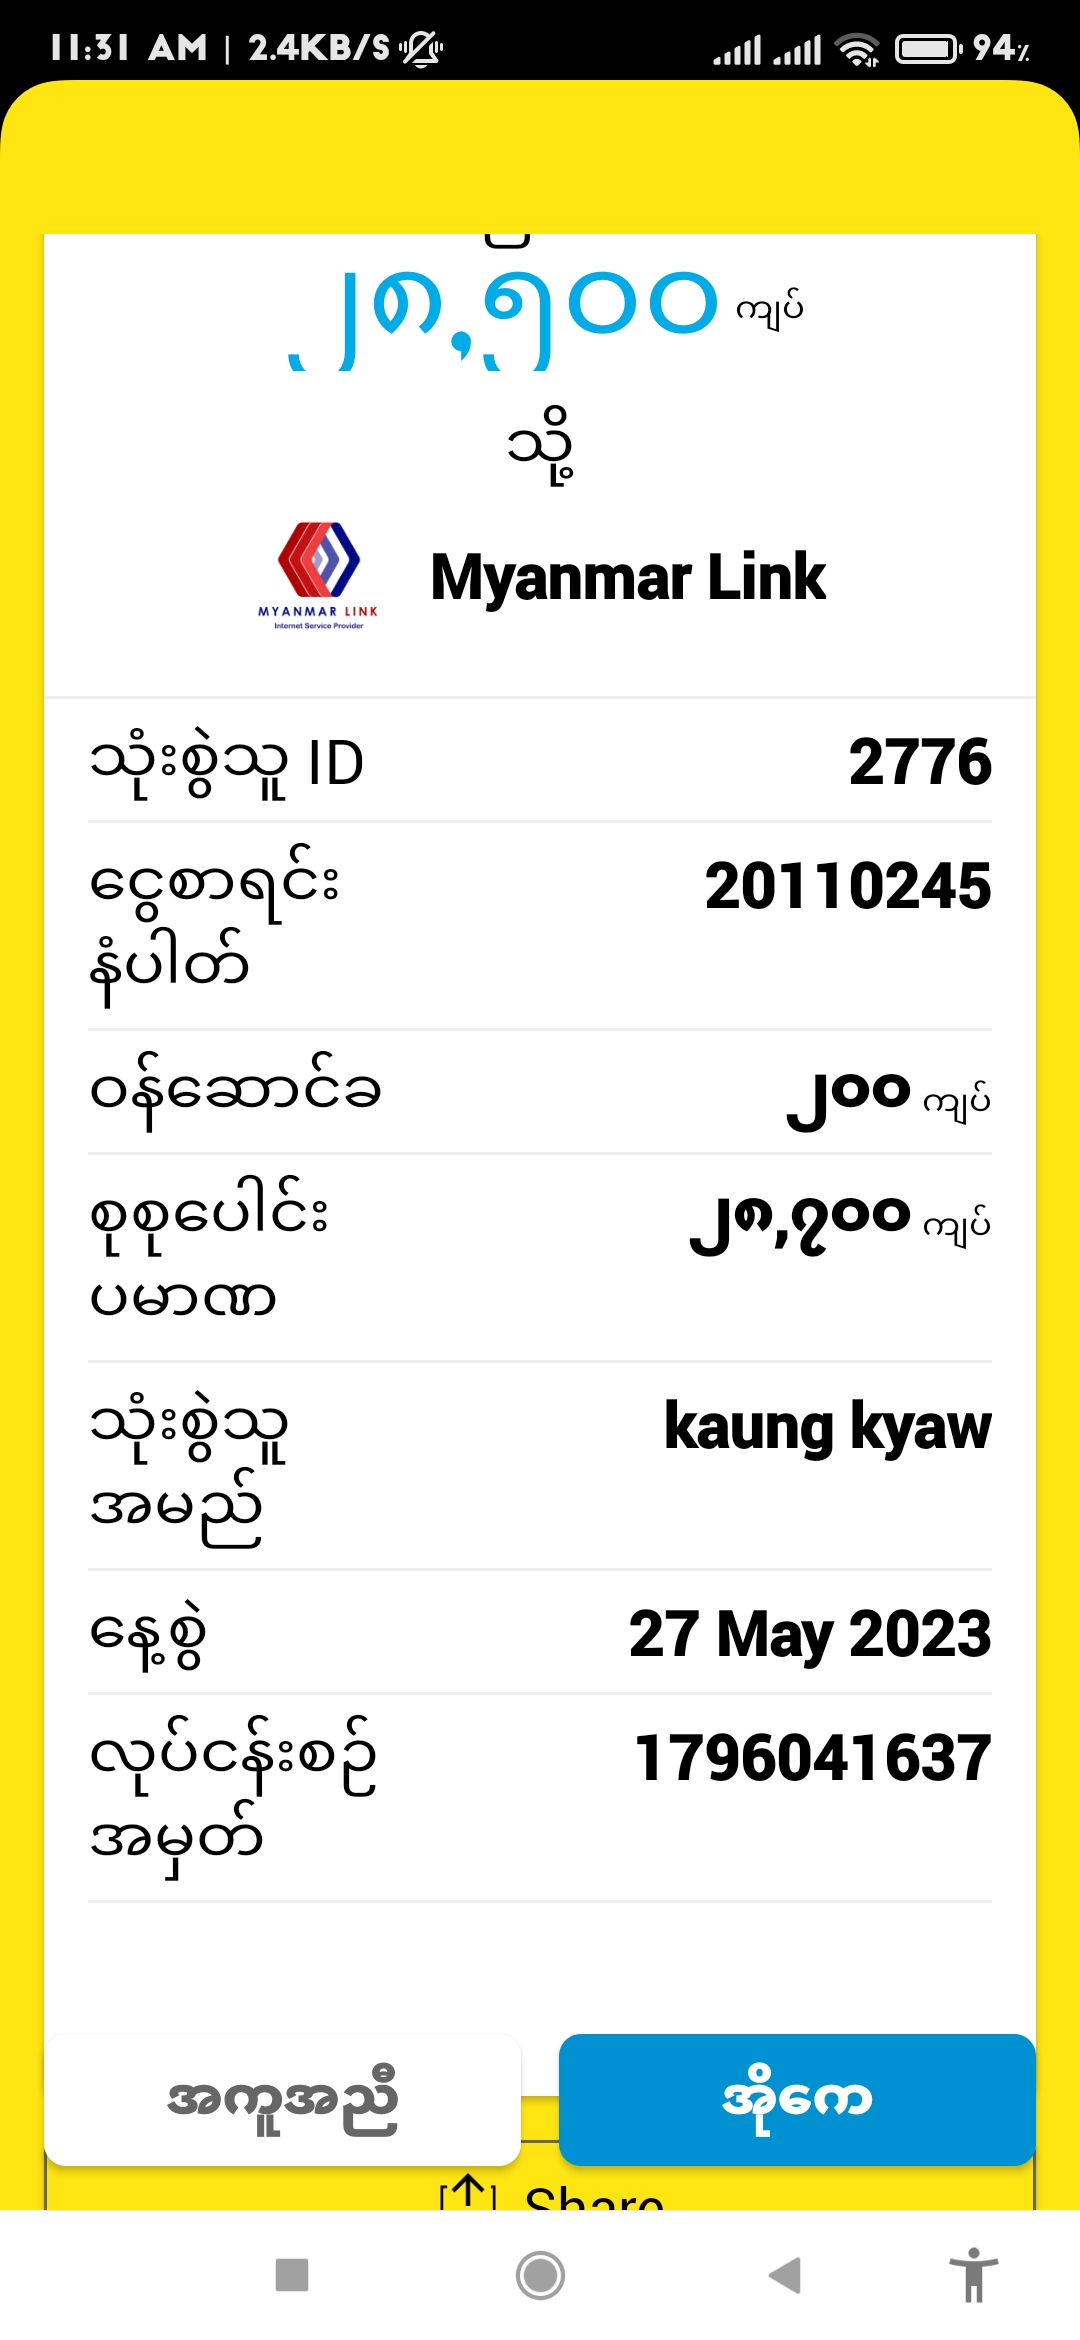 11:31 AM | 2.4KB/S
94%
၂၈,၅၀၀ ကျပ်
သို့
MYANMAR LINK
Internet Service Provider
Myanmar Link
သုံးစွဲသူ ID 2776
ငွေစာရင်း 20110245
နံပါတ်
ဝန်ဆောင်ခ ၂၀၀ ကျပ်
စုစုပေါင်း ၂၈,၇၀၀ ကျပ်
ပမာဏ
သုံးစွဲသူ kaung kyaw
အမည်
နေ့စွဲ 27 May 2023
လုပ်ငန်းစဉ် 1796041637
အမှတ်
အကူအညီ
အိုကေ
Share